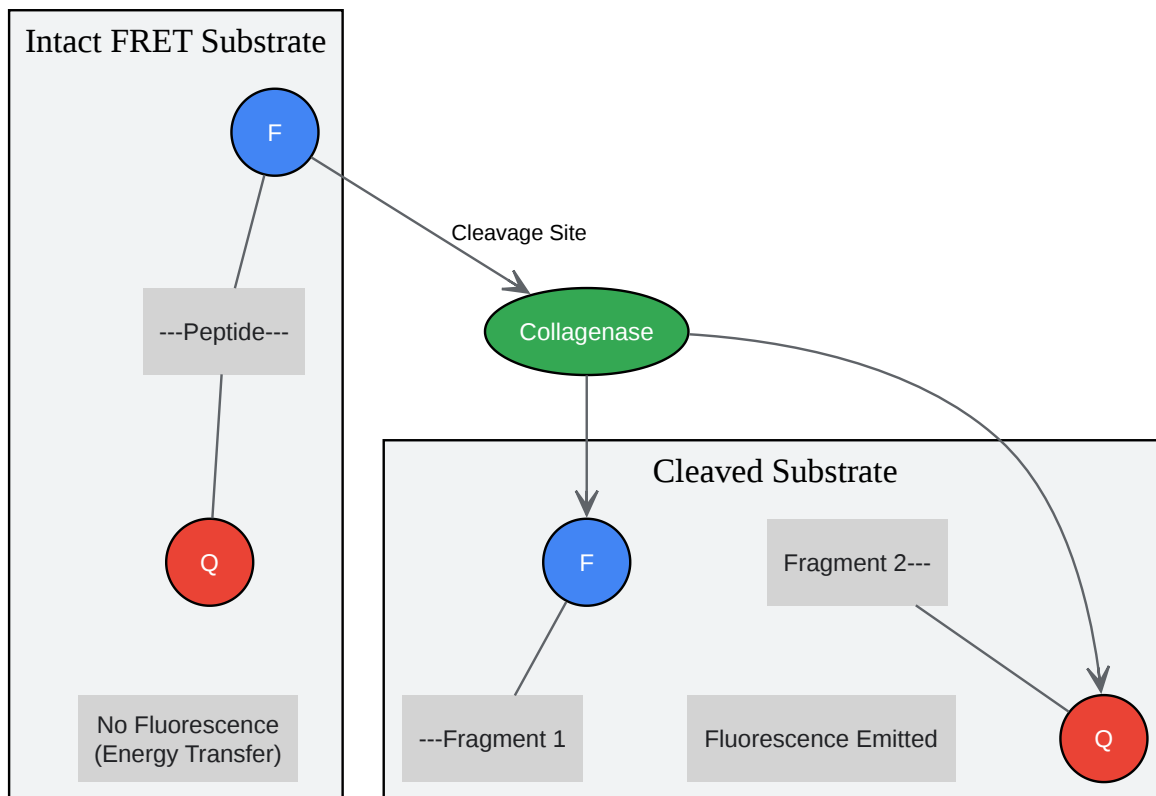 Intact FRET Substrate
F
Cleavage Site
---Peptide---
Collagenase
Q
No Fluorescence
(Energy Transfer)
Cleaved Substrate
F
Fragment 2---
---Fragment 1
Fluorescence Emitted
Q